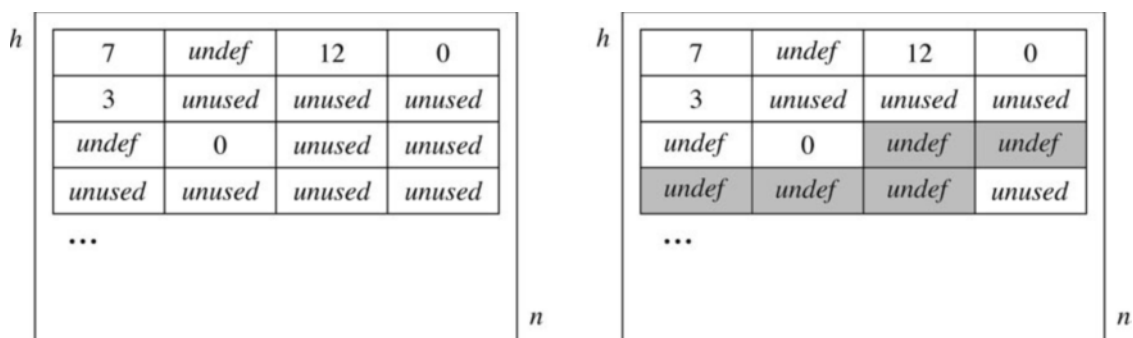 h
7 undef 12 0
3 unused unused unused
undef 0 unused unused
unused unused unused unused
...
n
h
7 undef 12 0
3 unused unused unused
undef 0 undef undef
undef undef undef unused
...
n